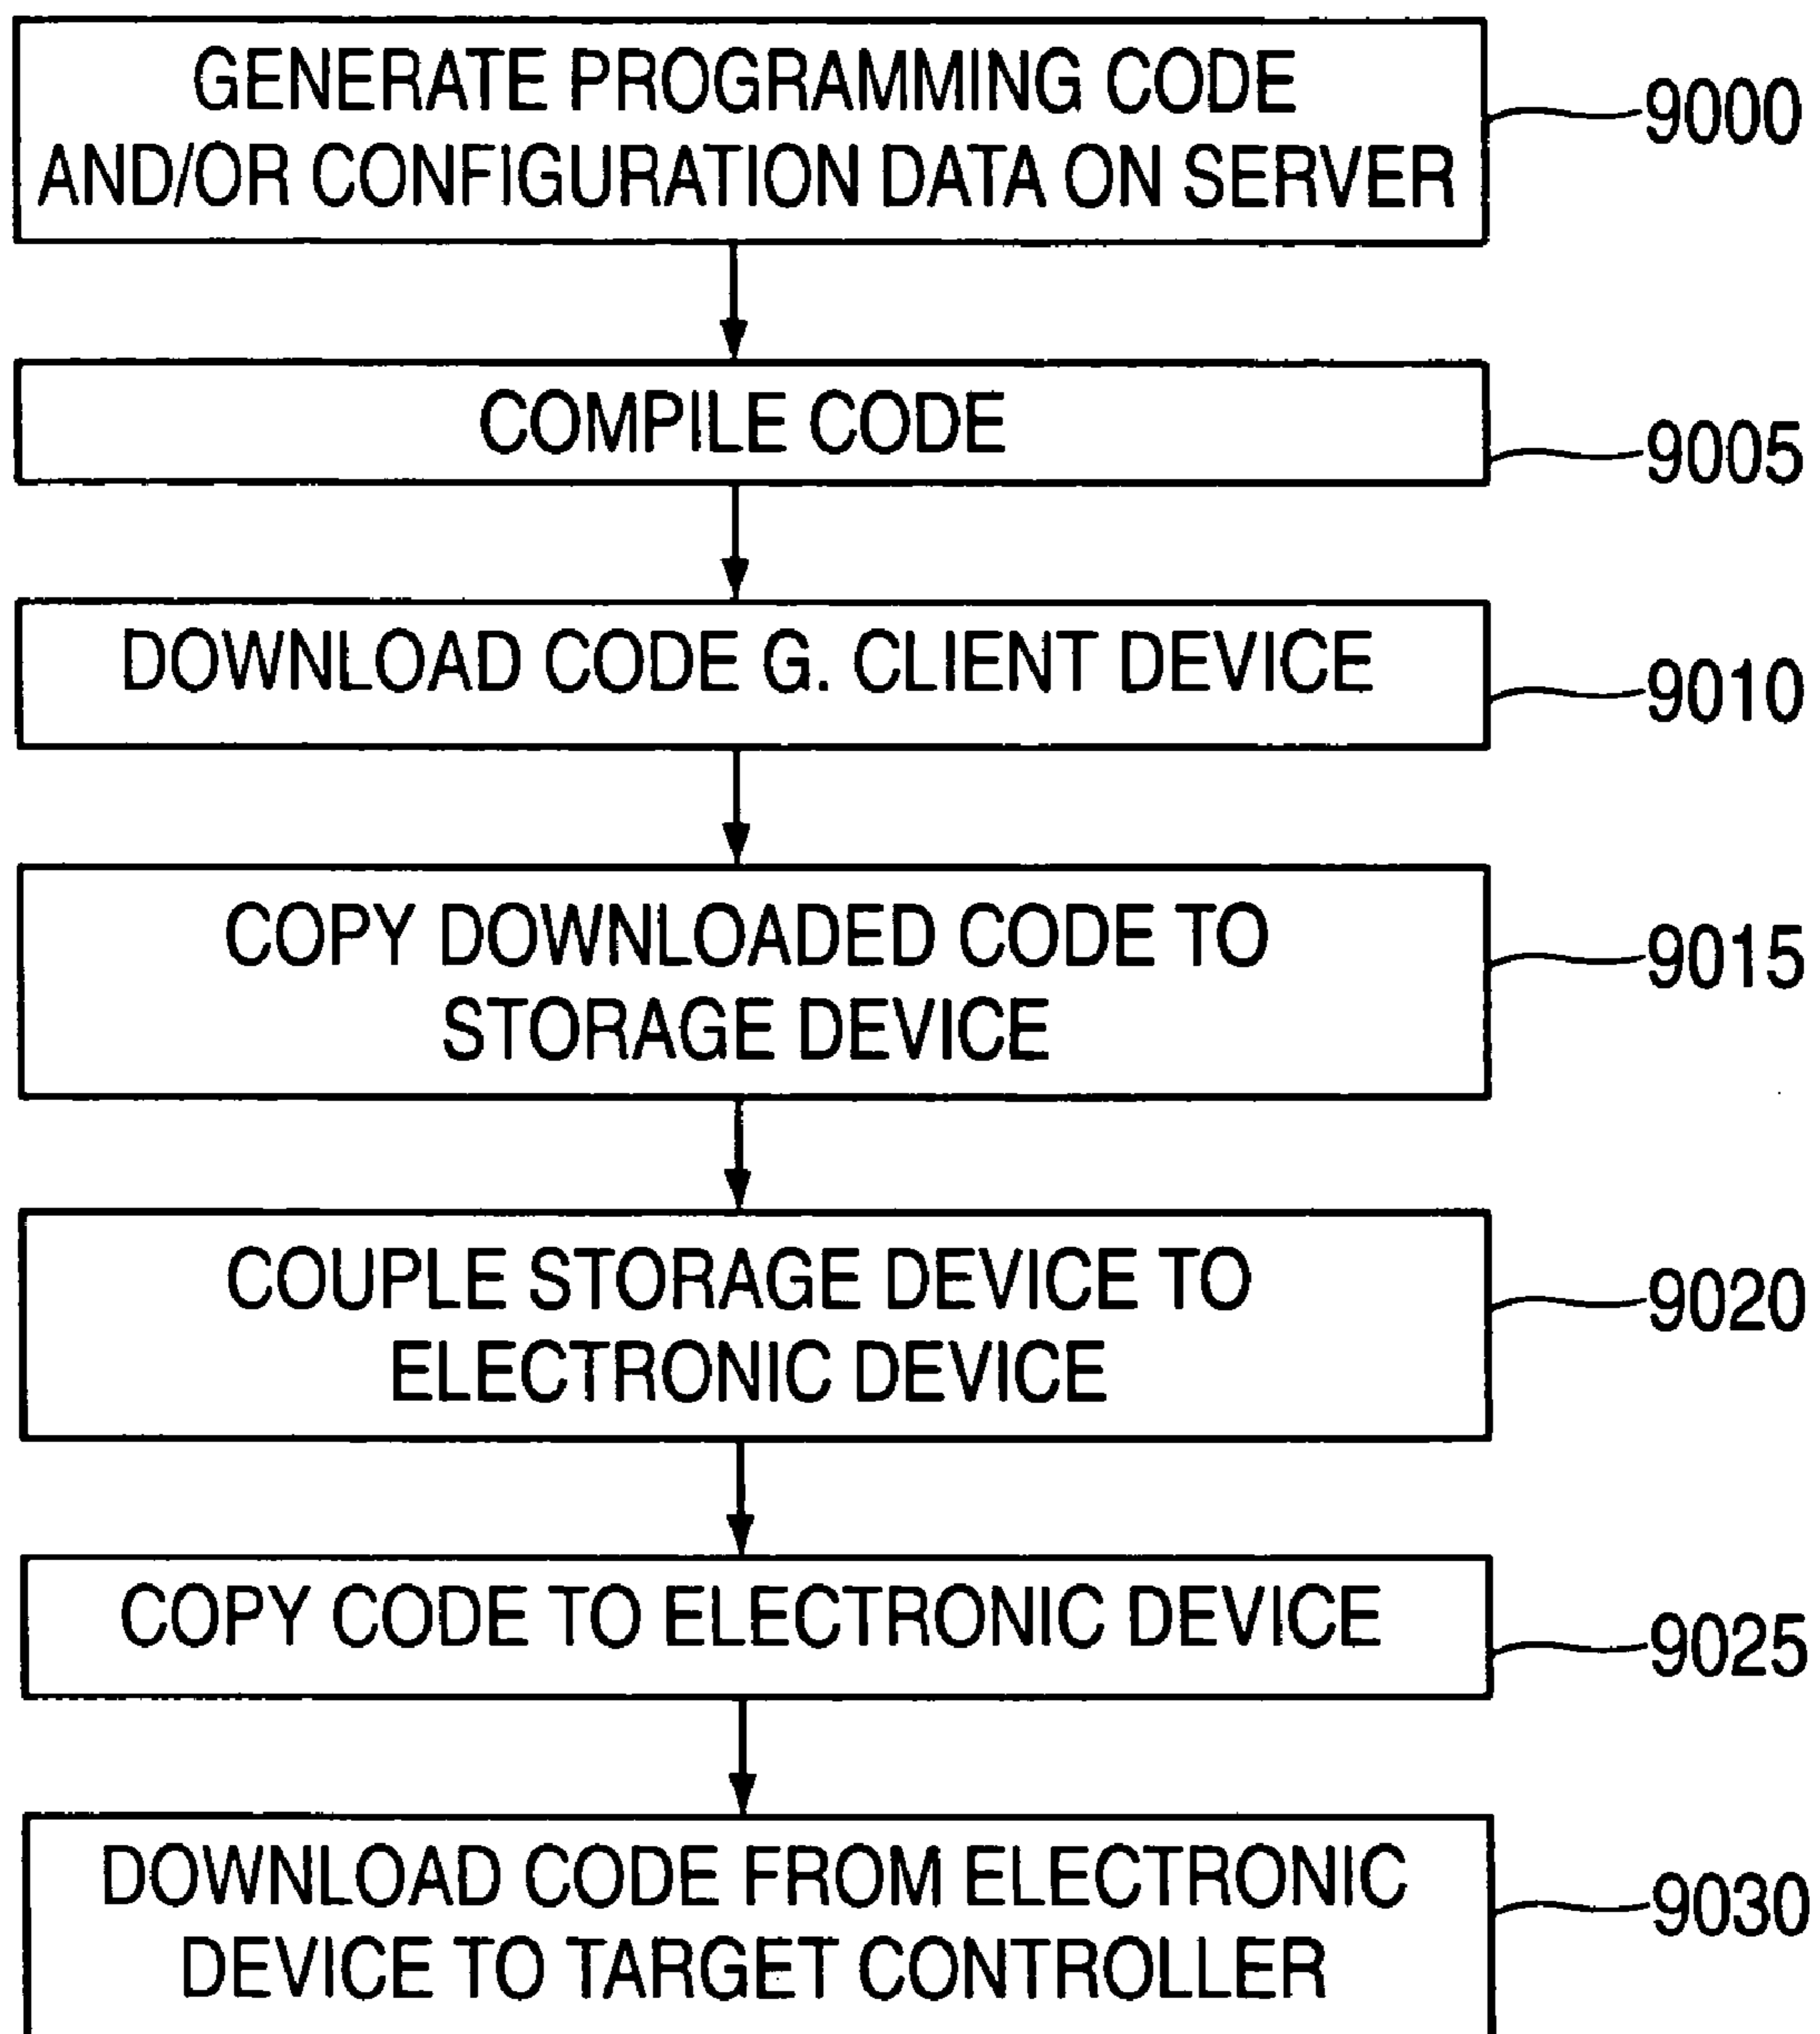 GENERATE PROGRAMMING CODE
AND/OR CONFIGURATION DATA ON SERVER
9000
COMPILE CODE
9005
DOWNLOAD CODE G. CLIENT DEVICE
9010
COPY DOWNLOADED CODE TO
STORAGE DEVICE
9015
COUPLE STORAGE DEVICE TO
ELECTRONIC DEVICE
9020
COPY CODE TO ELECTRONIC DEVICE
9025
DOWNLOAD CODE FROM ELECTRONIC
DEVICE TO TARGET CONTROLLER
9030